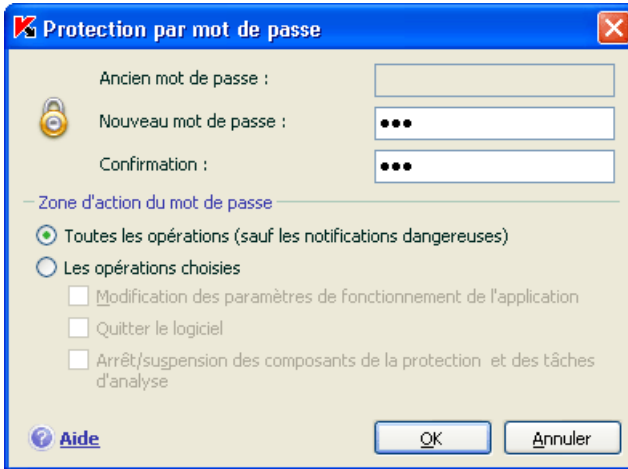 Protection par mot de passe
Ancien mot de passe :
Nouveau mot de passe : •••
Confirmation : •••
Zone d'action du mot de passe
Toutes les opérations (sauf les notifications dangereuses)
Les opérations choisies
Modification des paramètres de fonctionnement de l'application
Quitter le logiciel
Arrêt/suspension des composants de la protection et des tâches
d'analyse
Aide OK Annuler